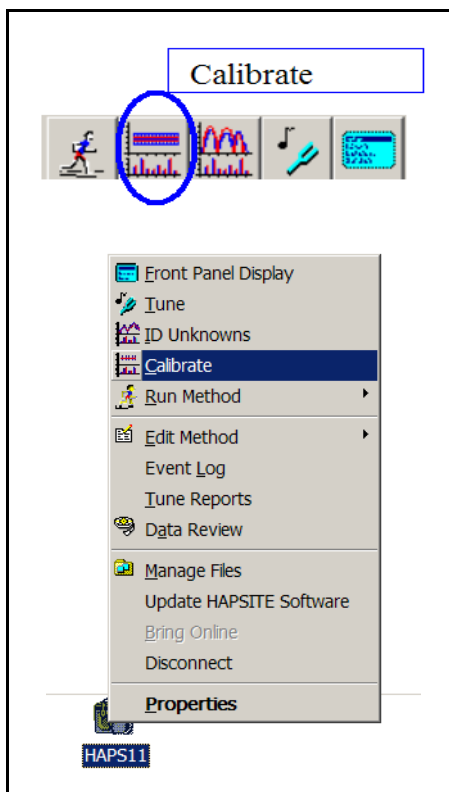 Calibrate
Front Panel Display
Tune
ID Unknowns
Calibrate
Run Method
Edit Method
Event Log
Tune Reports
Data Review
Manage Files
Update HAPSITE Software
Bring Online
Disconnect
Properties
HAPS11